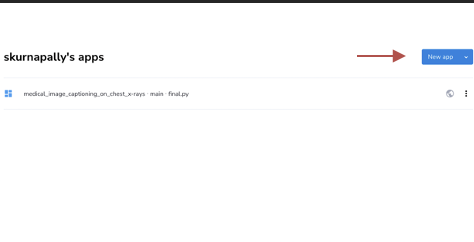 skurnapally's apps
New app
medical_image_captioning_on_chest_x-rays · main · final.py